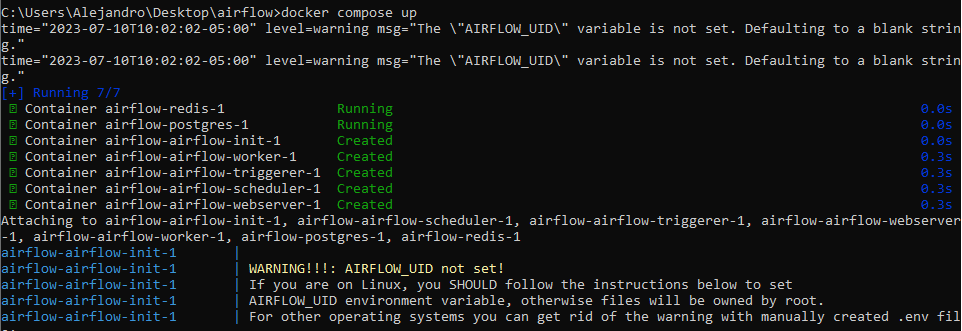 C:\Users\Alejandro\Desktop\airflow>docker compose up
time="2023-07-10T10:02:02-05:00" level=warning msg="The \"AIRFLOW_UID\" variable is not set. Defaulting to a blank strin
g."
time="2023-07-10T10:02:02-05:00" level=warning msg="The \"AIRFLOW_UID\" variable is not set. Defaulting to a blank strin
g."
[+] Running 7/7
Container airflow-redis-1 Running 0.0s
Container airflow-postgres-1 Running 0.0s
Container airflow-airflow-init-1 Created 0.0s
Container airflow-airflow-worker-1 Created 0.3s
Container airflow-airflow-triggerer-1 Created 0.3s
Container airflow-airflow-scheduler-1 Created 0.3s
Container airflow-airflow-webserver-1 Created 0.3s
Attaching to airflow-airflow-init-1, airflow-airflow-scheduler-1, airflow-airflow-triggerer-1, airflow-airflow-webserver
-1, airflow-airflow-worker-1, airflow-postgres-1, airflow-redis-1
airflow-airflow-init-1 |
airflow-airflow-init-1 | WARNING!!!: AIRFLOW_UID not set!
airflow-airflow-init-1 | If you are on Linux, you SHOULD follow the instructions below to set
airflow-airflow-init-1 | AIRFLOW_UID environment variable, otherwise files will be owned by root.
airflow-airflow-init-1 | For other operating systems you can get rid of the warning with manually created .env fil